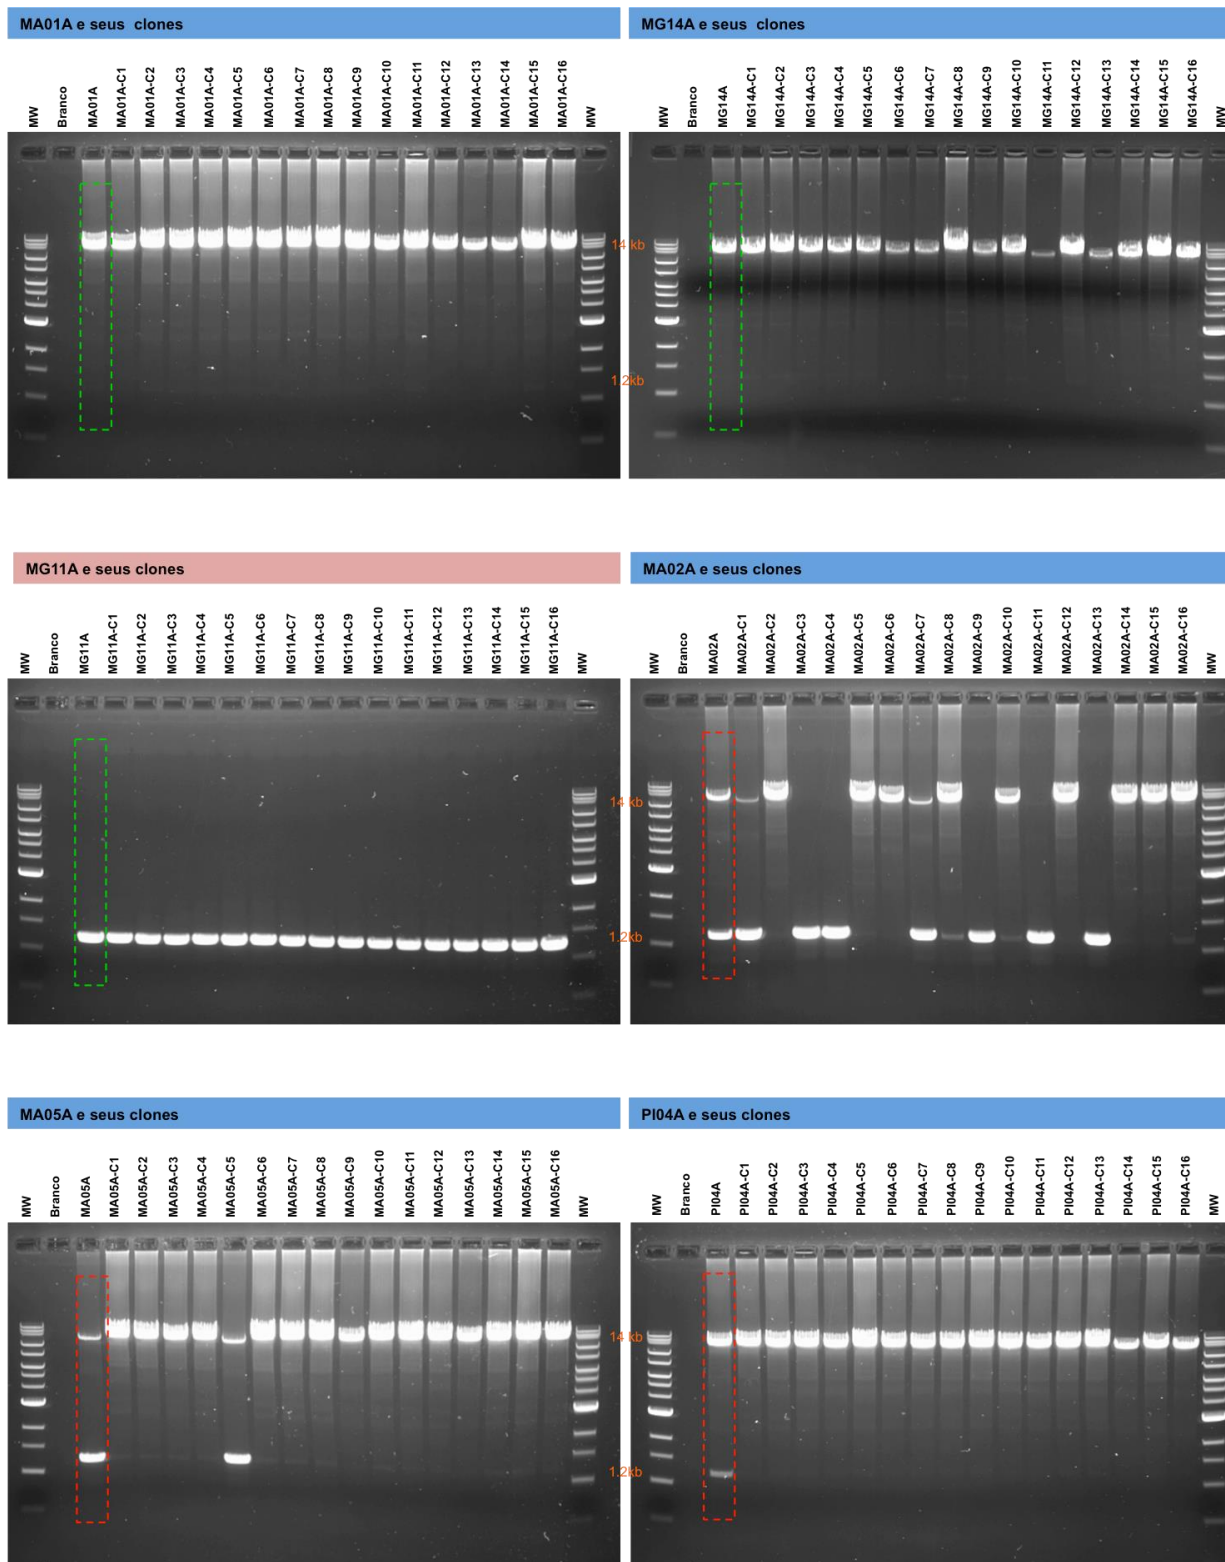 MA01A e seus  clones
MW
Branco
MA01A
MA01A-C1
MA01A-C2
MA01A-C3
MA01A-C4
MA01A-C5
MA01A-C6
MA01A-C7
MA01A-C8
MA01A-C9
MA01A-C10
MA01A-C11
MA01A-C12
MA01A-C13
MA01A-C14
MA01A-C15
MA01A-C16
MW
MG14A e seus  clones
MW
Branco
MG14A
MG14A-C1
MG14A-C2
MG14A-C3
MG14A-C4
MG14A-C5
MG14A-C6
MG14A-C7
MG14A-C8
MG14A-C9
MG14A-C10
MG14A-C11
MG14A-C12
MG14A-C13
MG14A-C14
MG14A-C15
MG14A-C16
MW
14 kb
1.2kb
MG11A e seus clones
MW
Branco
MG11A
MG11A-C1
MG11A-C2
MG11A-C3
MG11A-C4
MG11A-C5
MG11A-C6
MG11A-C7
MG11A-C8
MG11A-C9
MG11A-C10
MG11A-C11
MG11A-C12
MG11A-C13
MG11A-C14
MG11A-C15
MG11A-C16
MW
MA02A e seus clones
MW
Branco
MA02A
MA02A-C1
MA02A-C2
MA02A-C3
MA02A-C4
MA02A-C5
MA02A-C6
MA02A-C7
MA02A-C8
MA02A-C9
MA02A-C10
MA02A-C11
MA02A-C12
MA02A-C13
MA02A-C14
MA02A-C15
MA02A-C16
MW
14 kb
1.2kb
MA05A e seus clones
MW
Branco
MA05A
MA05A-C1
MA05A-C2
MA05A-C3
MA05A-C4
MA05A-C5
MA05A-C6
MA05A-C7
MA05A-C8
MA05A-C9
MA05A-C10
MA05A-C11
MA05A-C12
MA05A-C13
MA05A-C14
MA05A-C15
MA05A-C16
MW
PI04A e seus clones
MW
Branco
PI04A
PI04A-C1
PI04A-C2
PI04A-C3
PI04A-C4
PI04A-C5
PI04A-C6
PI04A-C7
PI04A-C8
PI04A-C9
PI04A-C10
PI04A-C11
PI04A-C12
PI04A-C13
PI04A-C14
PI04A-C15
PI04A-C16
MW
14 kb
1.2kb